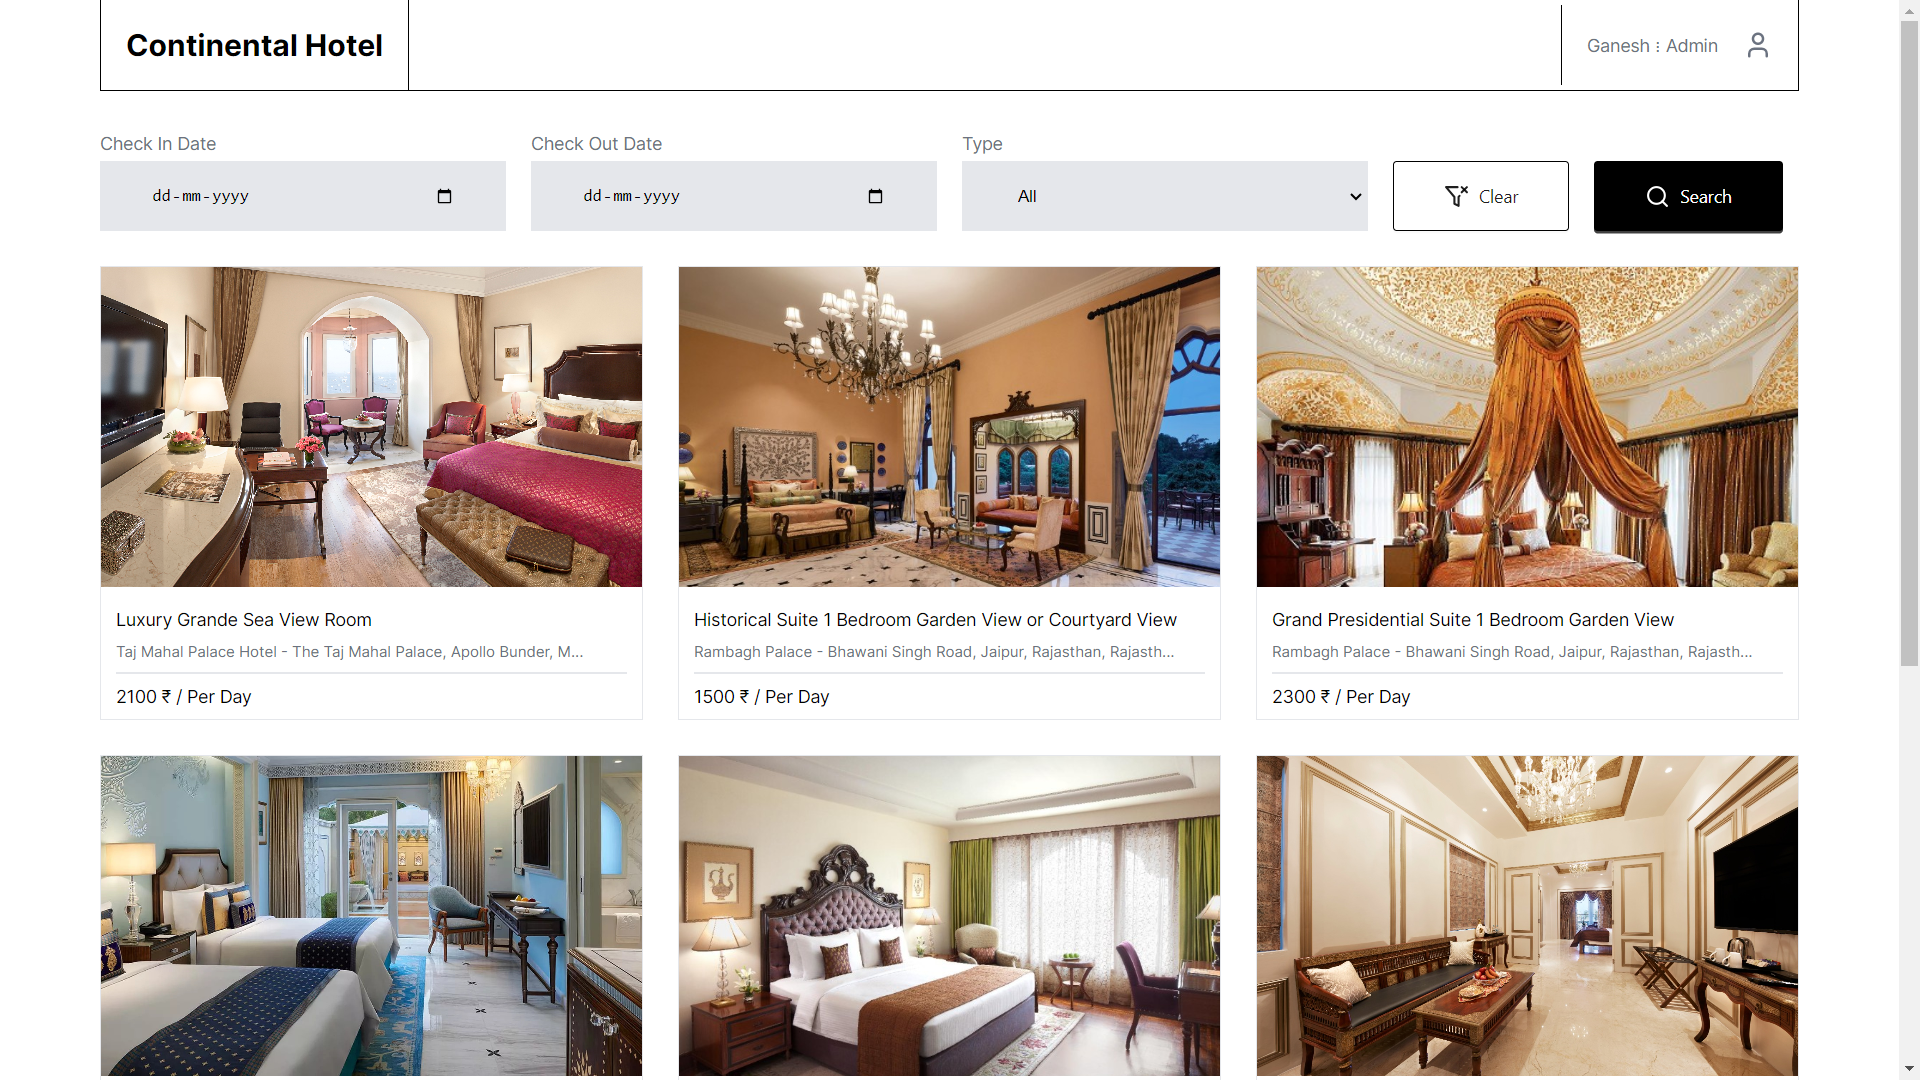 Continental Hotel
Ganesh : Admin
Check In Date
Check Out Date
Type
dd-mm-yyyy
dd-mm-yyyy
All
Clear
Search
Luxury Grande Sea View Room
Taj Mahal Palace Hotel - The Taj Mahal Palace, Apollo Bunder, M...
2100 ₹ / Per Day
Historical Suite 1 Bedroom Garden View or Courtyard View
Rambagh Palace - Bhawani Singh Road, Jaipur, Rajasthan, Rajasth...
1500 ₹ / Per Day
Grand Presidential Suite 1 Bedroom Garden View
Rambagh Palace - Bhawani Singh Road, Jaipur, Rajasthan, Rajasth...
2300 ₹ / Per Day